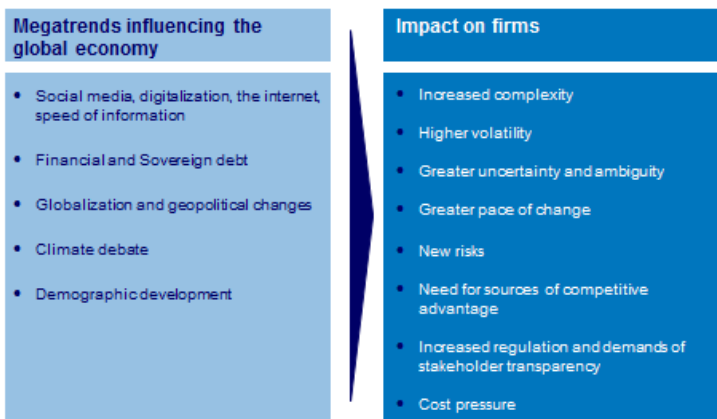 Megatrends influencing the
global economy
• Social media, digitalization, the internet,
speed of information
• Financial and Sovereign debt
• Globalization and geopolitical changes
• Climate debate
• Demographic development
Impact on firms
• Increased complexity
• Higher volatility
• Greater uncertainty and ambiguity
• Greater pace of change
• New risks
• Need for sources of competitive
advantage
• Increased regulation and demands of
stakeholder transparency
• Cost pressure